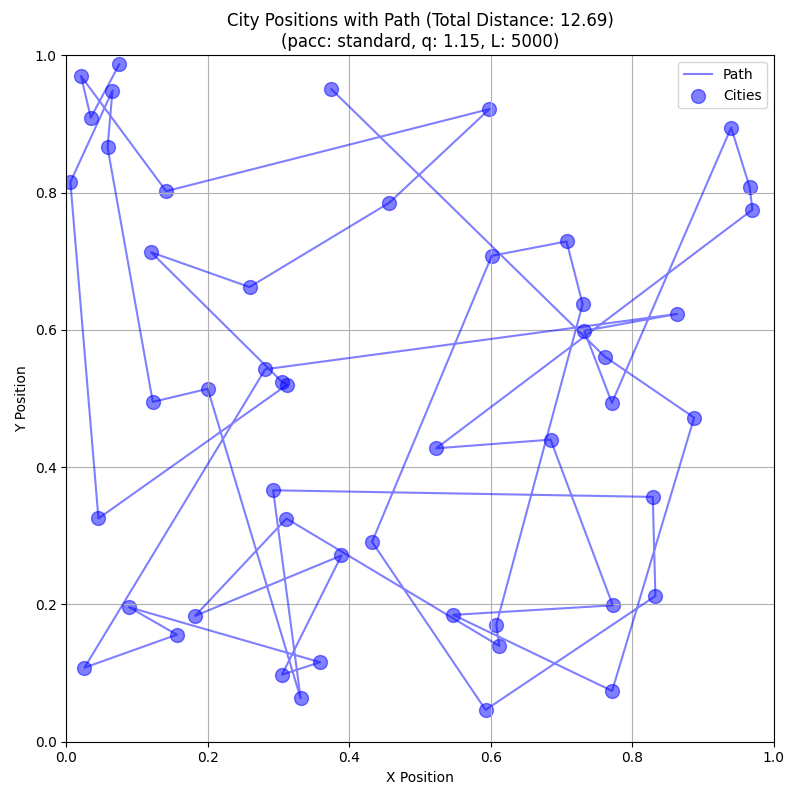 City Positions with Path (Total Distance: 12.69)
(pacc: standard, q: 1.15, L: 5000)
Path
Cities
1.0
0.8
0.6
0.4
0.2
0.0
Y Position
0.0 0.2 0.4 0.6 0.8 1.0
X Position